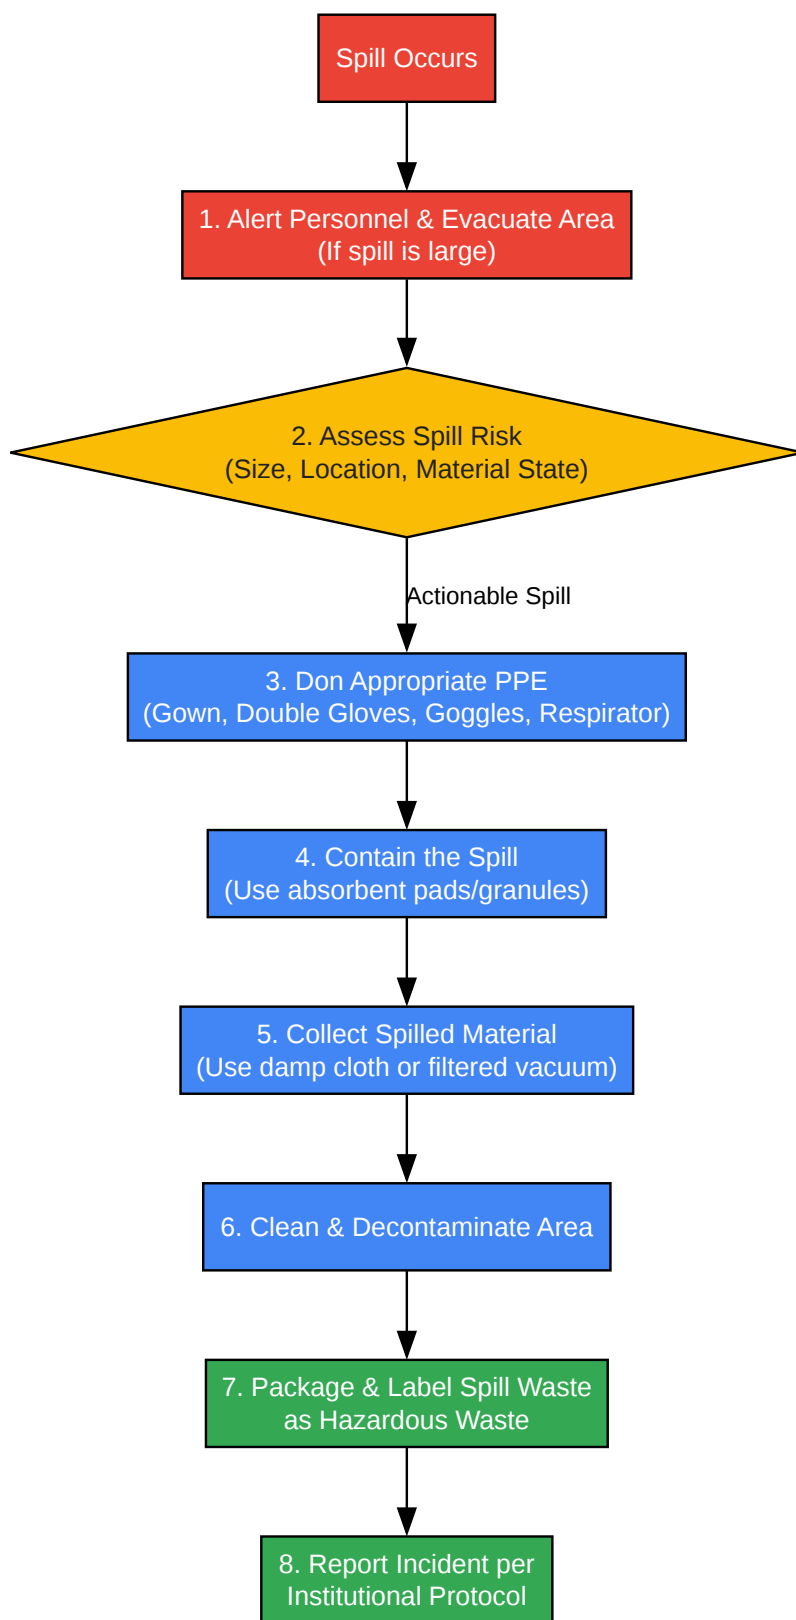 Spill Occurs
1. Alert Personnel & Evacuate Area
(If spill is large)
2. Assess Spill Risk
(Size, Location, Material State)
Actionable Spill
3. Don Appropriate PPE
(Gown, Double Gloves, Goggles, Respirator)
4. Contain the Spill
(Use absorbent pads/granules)
5. Collect Spilled Material
(Use damp cloth or filtered vacuum)
6. Clean & Decontaminate Area
7. Package & Label Spill Waste
as Hazardous Waste
8. Report Incident per
Institutional Protocol